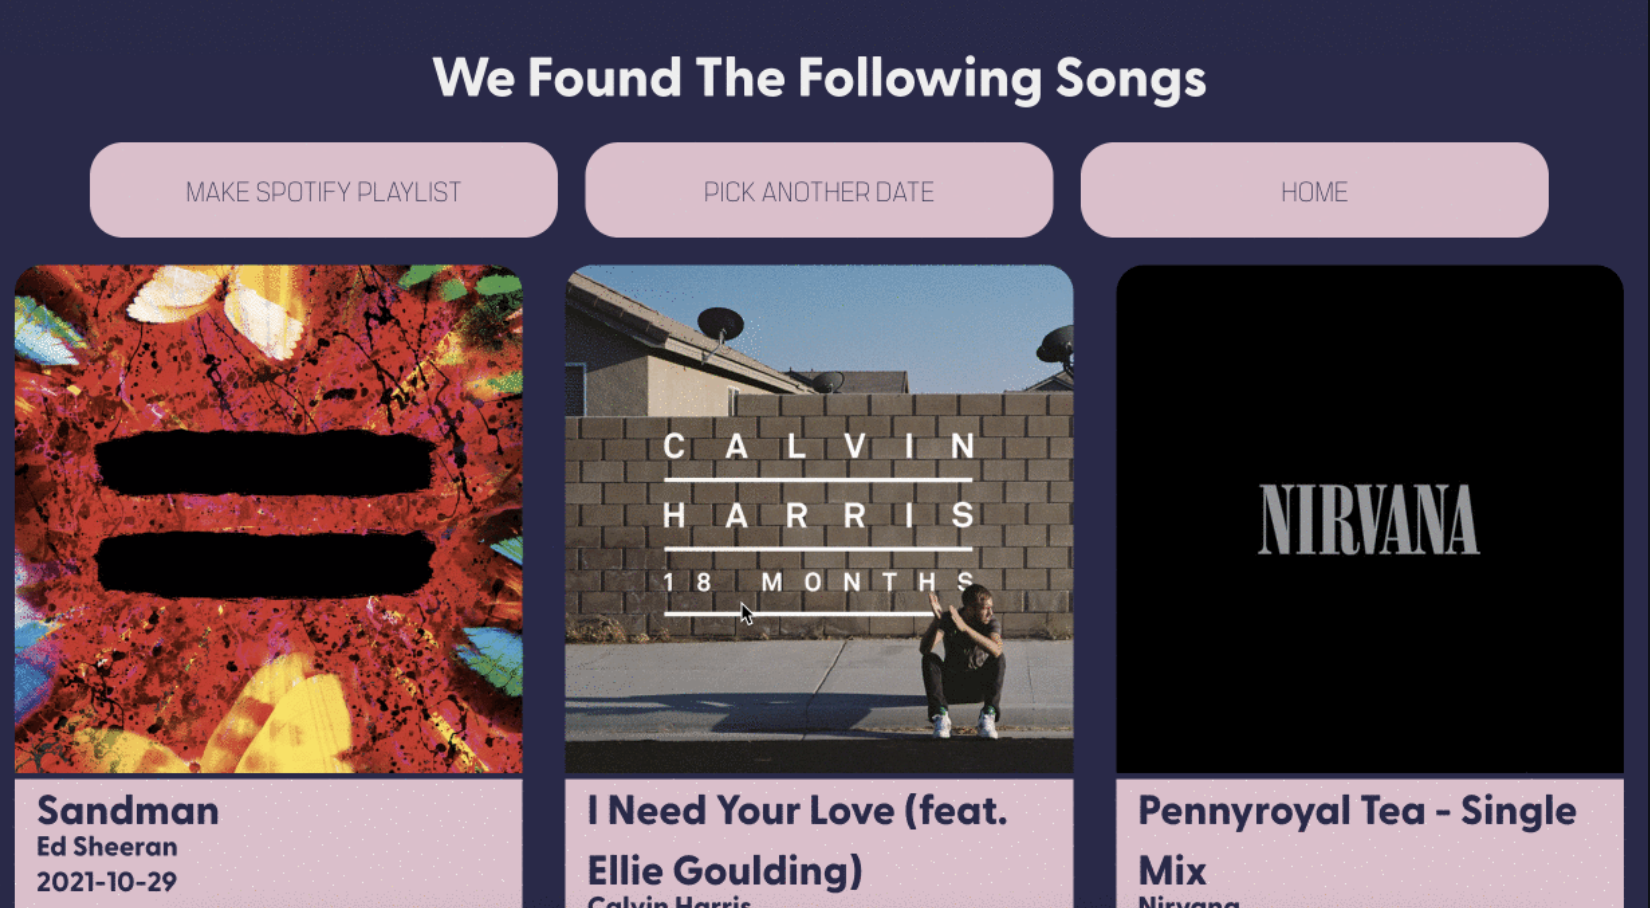 We Found The Following Songs
MAKE SPOTIFY PLAYLIST
PICK ANOTHER DATE
HOME
CALVIN
HARRIS
18 MONTHS
NIRVANA
Sandman
Ed Sheeran
2021-10-29
I Need Your Love (feat.
Ellie Goulding)
Calvin Harris
Pennyroyal Tea - Single
Mix
Nirvana